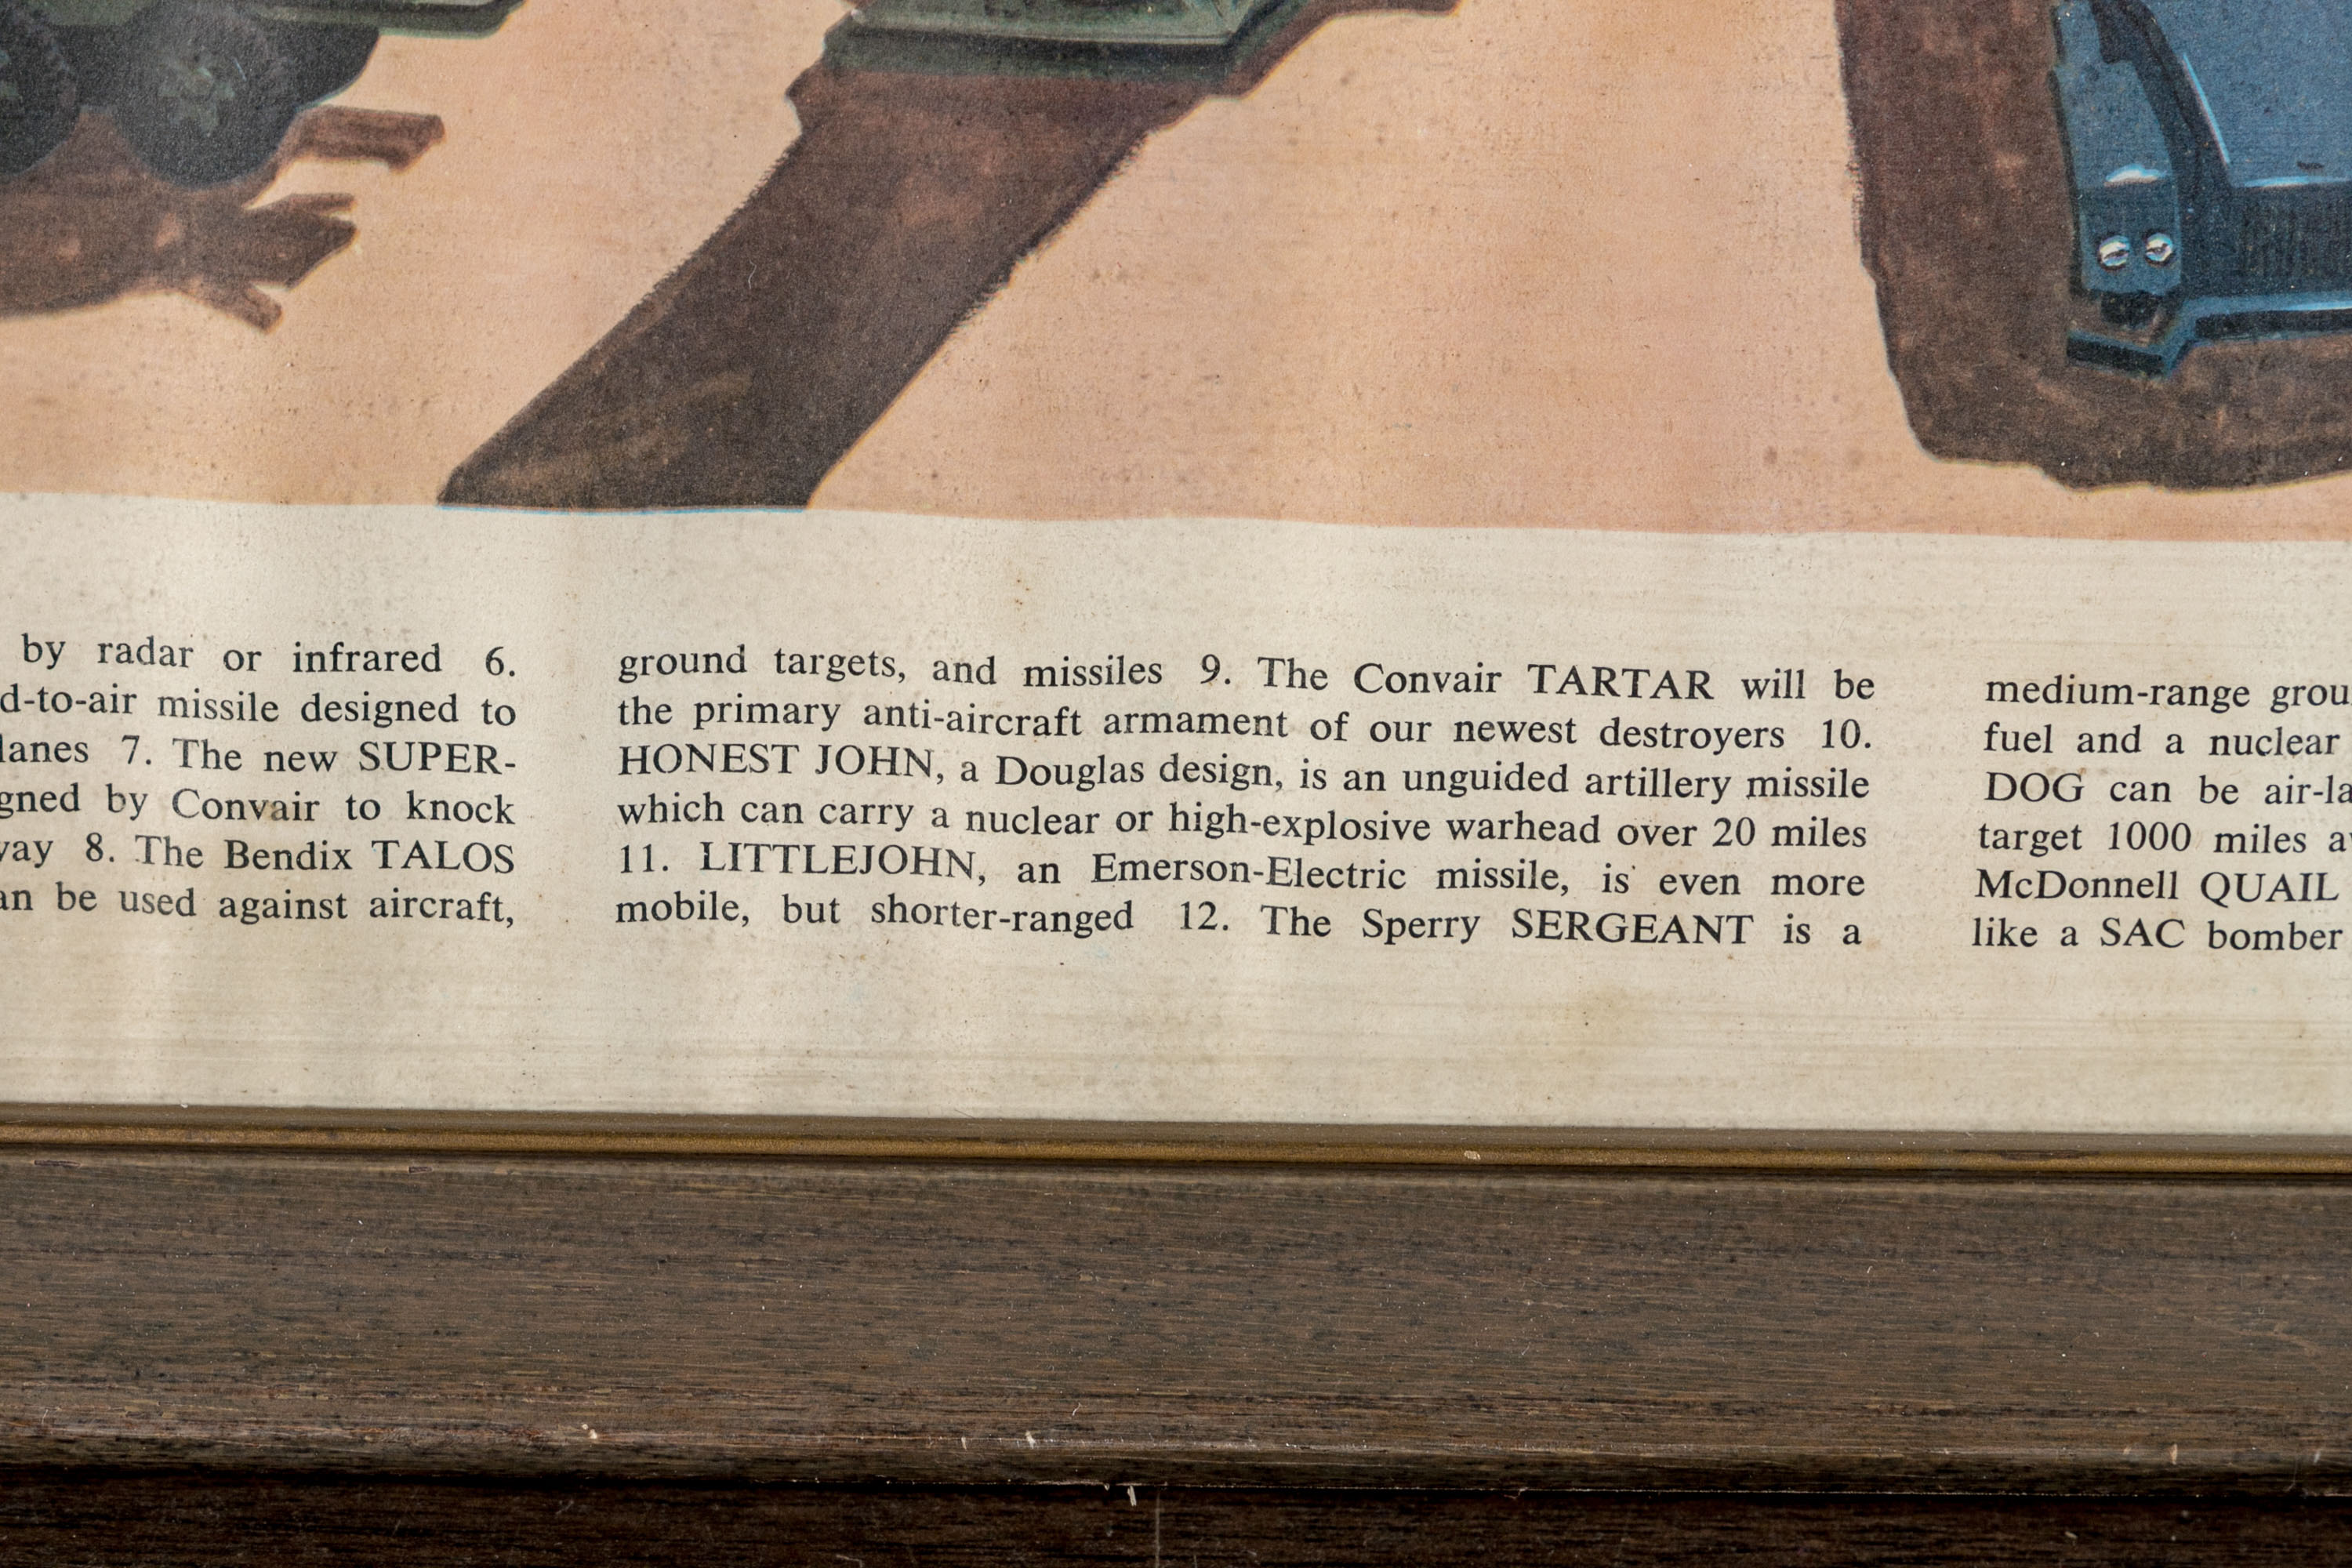 by radar or infrared 6.
d-to-air missile designed to
lanes 7. The new SUPER-
gned by Convair to knock
way 8. The Bendix TALOS
an be used against aircraft,
ground targets, and missiles 9. The Convair TARTAR will be
the primary anti-aircraft armament of our newest destroyers 10.
HONEST JOHN, a Douglas design, is an unguided artillery missile
which can carry a nuclear or high-explosive warhead over 20 miles
11. LITTLEJOHN, an Emerson-Electric missile, is even more
mobile, but shorter-ranged 12. The Sperry SERGEANT is a
medium-range grou
fuel and a nuclear
DOG can be air-la
target 1000 miles a
McDonnell QUAIL
like a SAC bomber